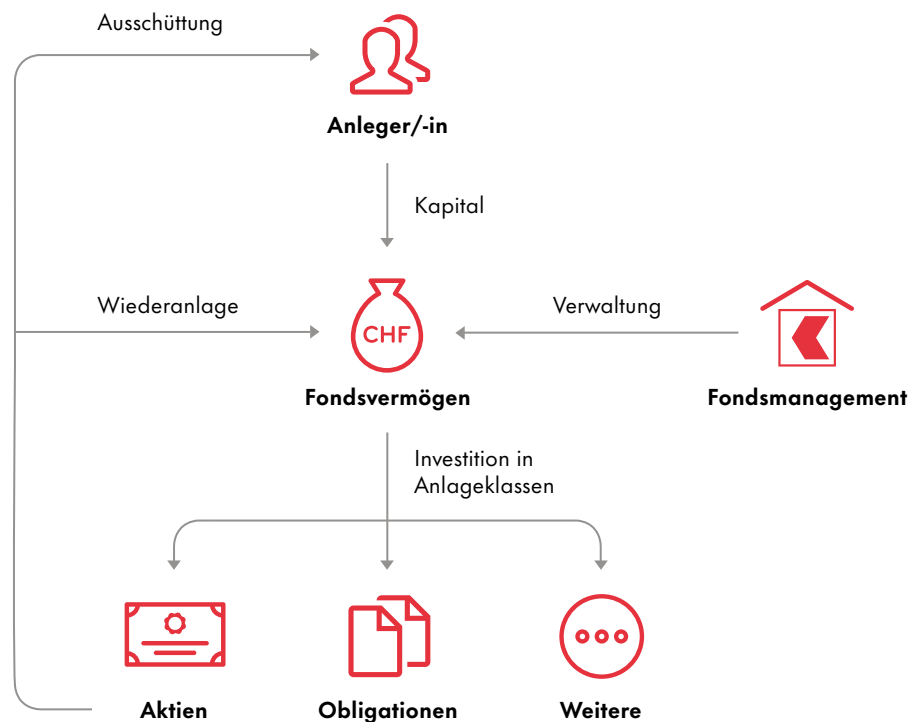 Ausschüttung
Anleger/-in
Kapital
Wiederanlage
CHF
Verwaltung
Fondsvermögen
Fondsmanagement
Investition in
Anlageklassen
Aktien
Obligationen
Weitere